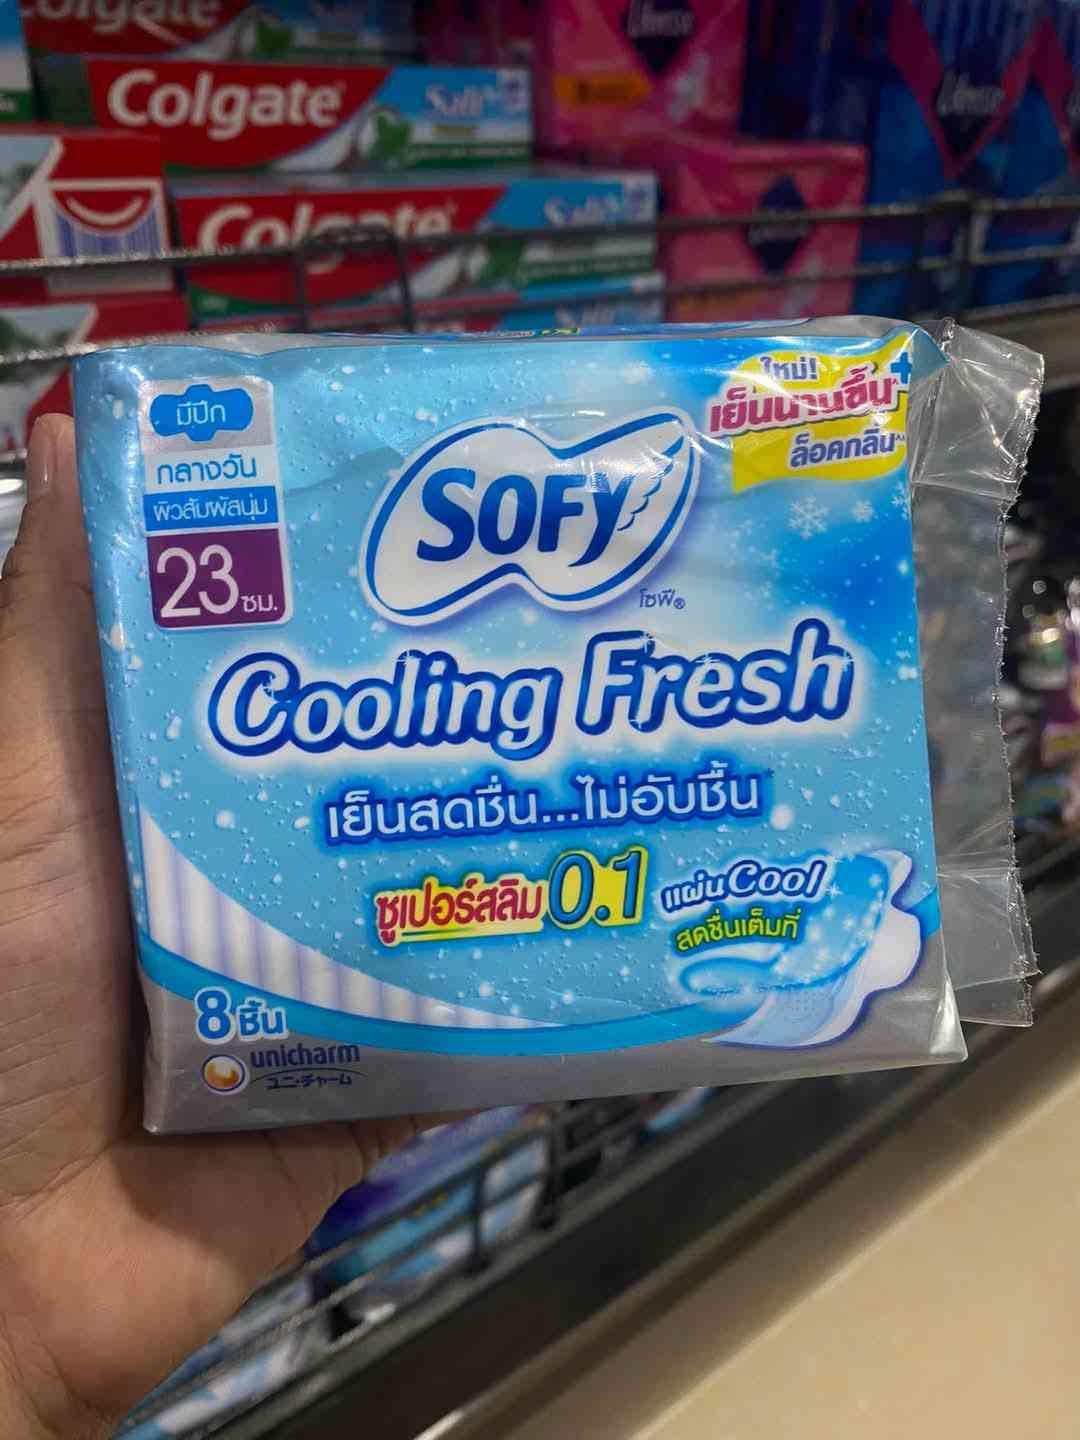 Colgate
Salt
Colgate
Salt
มีปีก
กลางวัน
ผิวสัมผัสนุ่ม
23 ซม.
ใหม่!
เย็นนานขึ้น
ล็อคกลิ่น
SOFY
โซฟี®
Cooling Fresh
เย็นสดชื่น...ไม่อับชื้น*
ซูเปอร์สลิม 0.1
แผ่นCool
สดชื่นเต็มที่
8 ชิ้น
unicharm
ユニ・チャーム